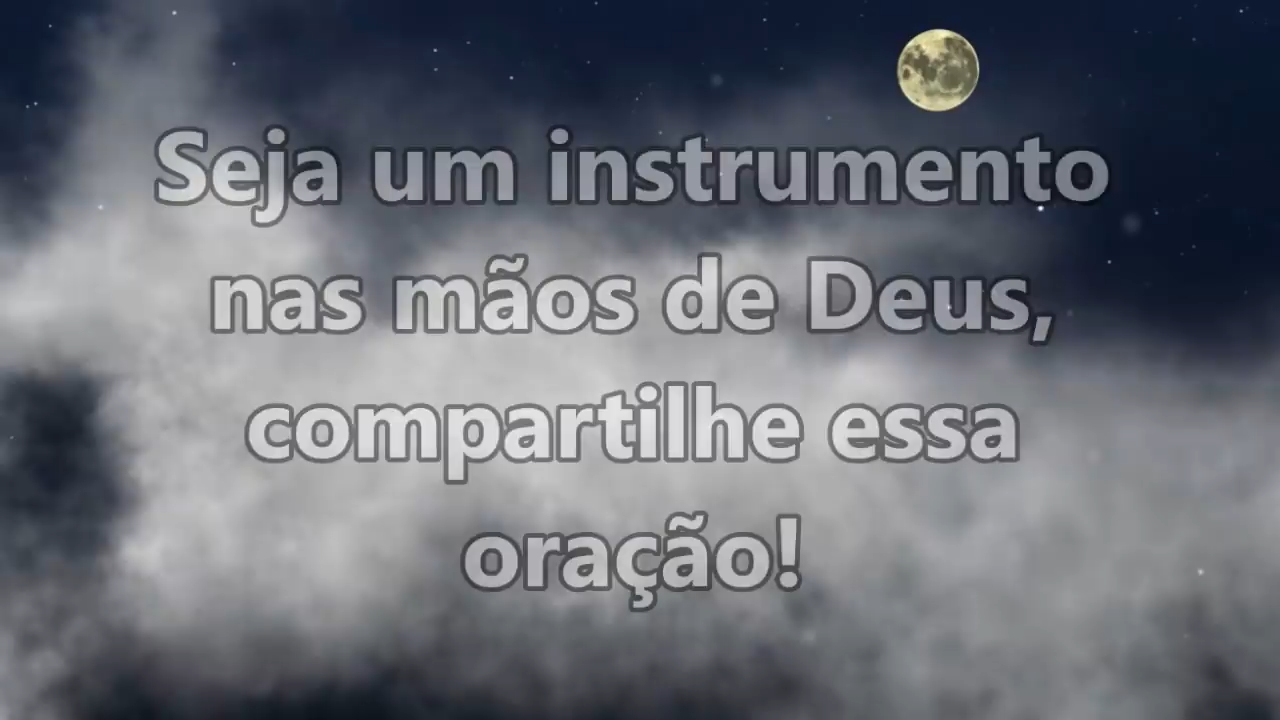 Seja um instrumento
nas mãos de Deus,
compartilhe essa
oração!